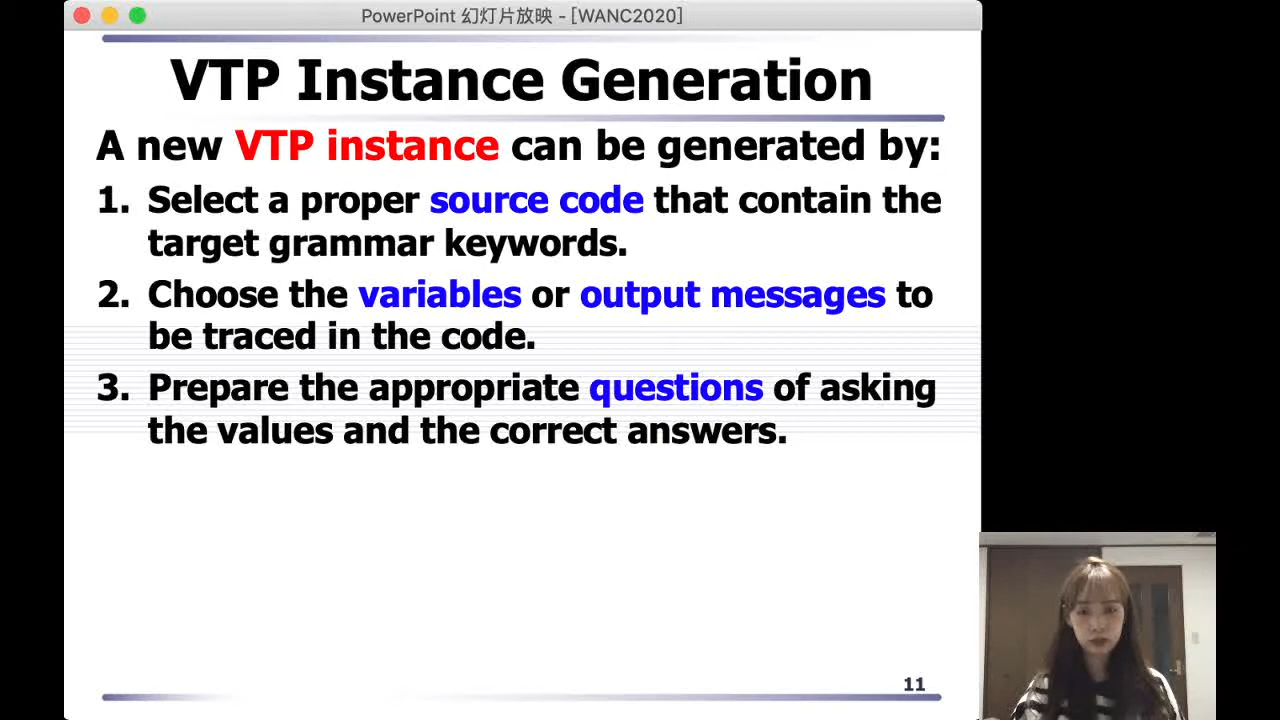 PowerPoint 幻灯片放映 - [WANC2020]
VTP Instance Generation
A new VTP instance can be generated by:
1. Select a proper source code that contain the
target grammar keywords.
2. Choose the variables or output messages to
be traced in the code.
3. Prepare the appropriate questions of asking
the values and the correct answers.
11